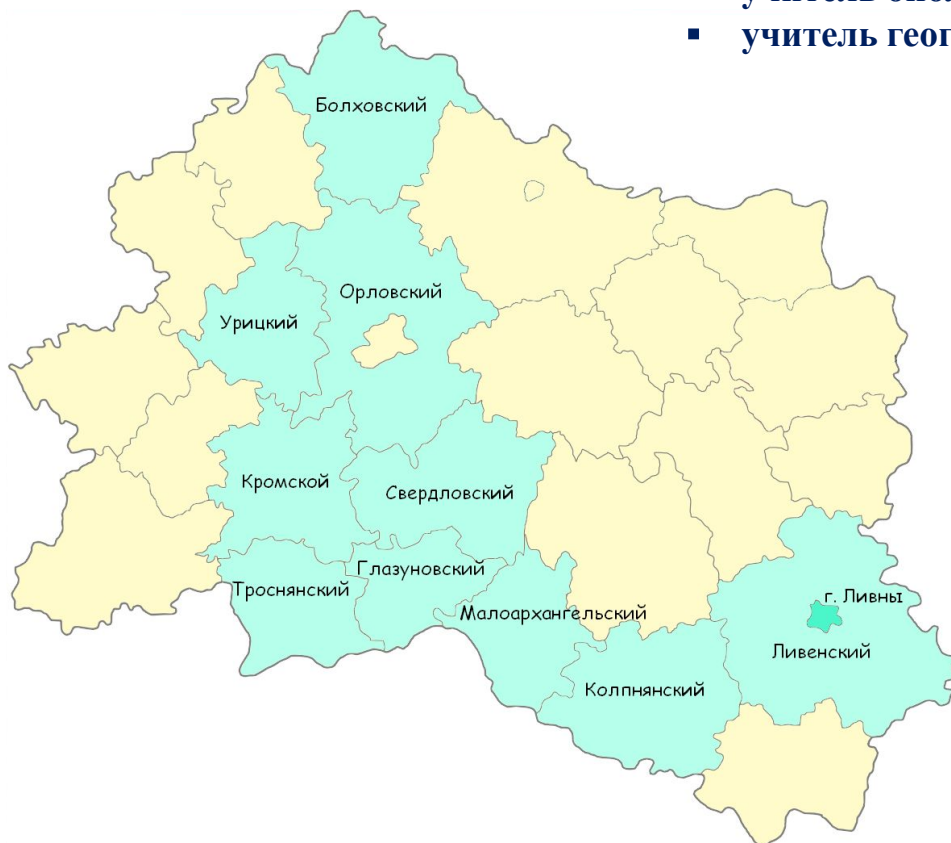 ▪ учитель геог
Болховский
Орловский
Урицкий
Кромской
Свердловский
Глазуновский
Троснянский
г. Ливны
Малоархангельский
Ливенский
Колпнянский